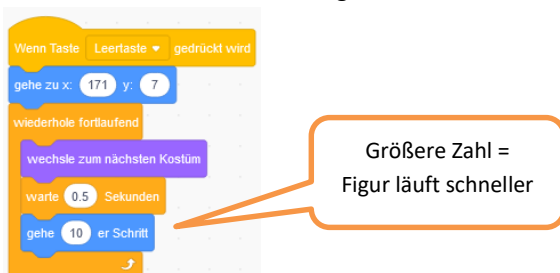 Wenn Taste Leertaste gedrückt wird
gehe zu x: 171 y: 7
wiederhole fortlaufend
wechsle zum nächsten Kostüm
warte 0.5 Sekunden
gehe 10 er Schritt
Größere Zahl =
Figur läuft schneller